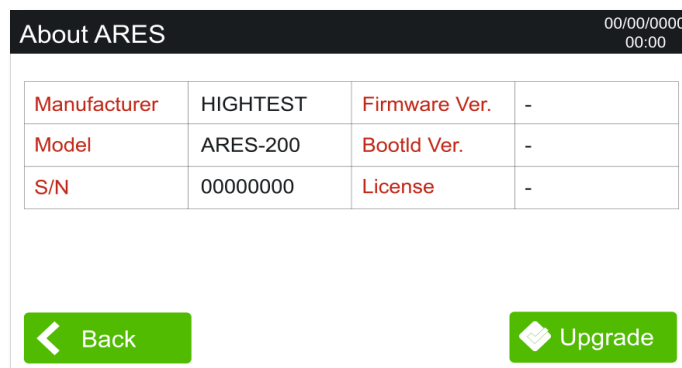 About ARES
00/00/0000
00:00
Manufacturer HIGHTEST Firmware Ver. -
Model ARES-200 Bootld Ver. -
S/N 00000000 License -
Back
Upgrade